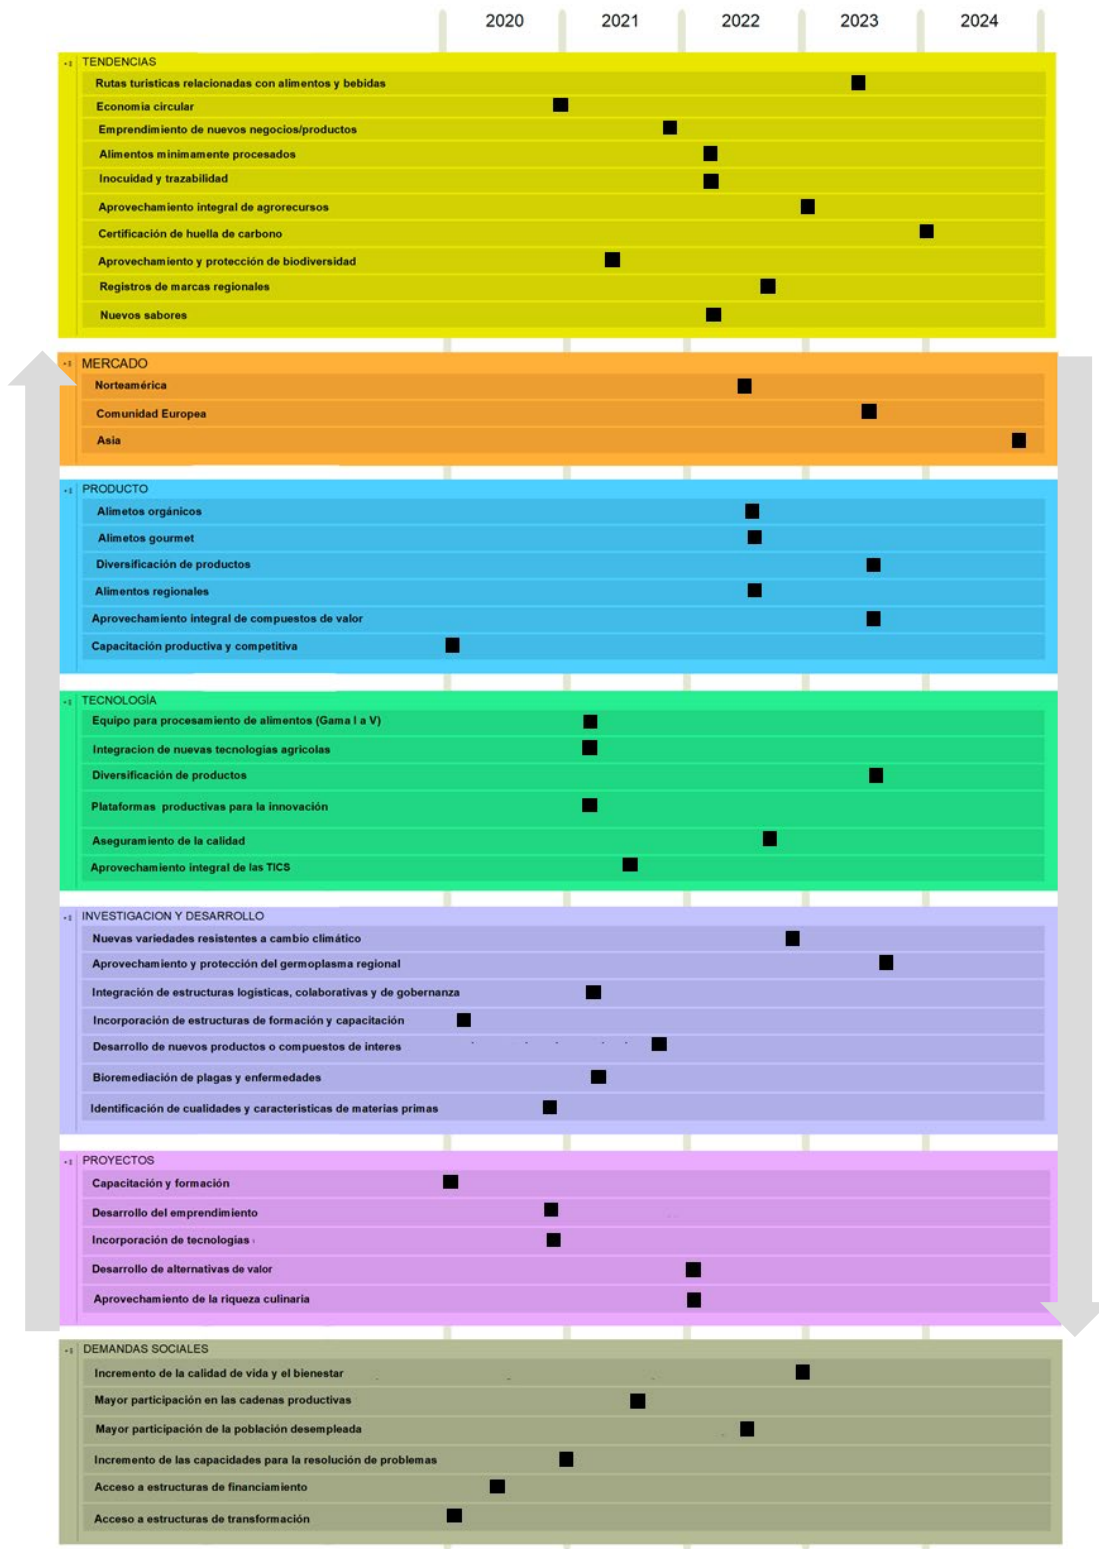 2020 2021 2022 2023 2024
TENDENCIAS
Rutas turisticas relacionadas con alimentos y bebidas
Economia circular
Emprendimiento de nuevos negocios/productos
Alimentos minimamente procesados
Inocuidad y trazabilidad
Aprovechamiento integral de agrorecursos
Certificación de huella de carbono
Aprovechamiento y protección de biodiversidad
Registros de marcas regionales
Nuevos sabores
MERCADO
Norteamérica
Comunidad Europea
Asia
PRODUCTO
Alimetos orgánicos
Alimetos gourmet
Diversificación de productos
Alimentos regionales
Aprovechamiento integral de compuestos de valor
Capacitación productiva y competitiva
TECNOLOGÍA
Equipo para procesamiento de alimentos (Gama I a V)
Integracion de nuevas tecnologias agricolas
Diversificación de productos
Plataformas productivas para la innovación
Aseguramiento de la calidad
Aprovechamiento integral de las TICS
INVESTIGACION Y DESARROLLO
Nuevas variedades resistentes a cambio climático
Aprovechamiento y protección del germoplasma regional
Integración de estructuras logisticas, colaborativas y de gobernanza
Incorporación de estructuras de formación y capacitación
Desarrollo de nuevos productos o compuestos de interes
Bioremediación de plagas y enfermedades
Identificación de cualidades y caracteristicas de materias primas
PROYECTOS
Capacitación y formación
Desarrollo del emprendimiento
Incorporación de tecnologias
Desarrollo de alternativas de valor
Aprovechamiento de la riqueza culinaria
DEMANDAS SOCIALES
Incremento de la calidad de vida y el bienestar
Mayor participación en las cadenas productivas
Mayor participación de la población desempleada
Incremento de las capacidades para la resolución de problemas
Acceso a estructuras de financiamiento
Acceso a estructuras de transformación